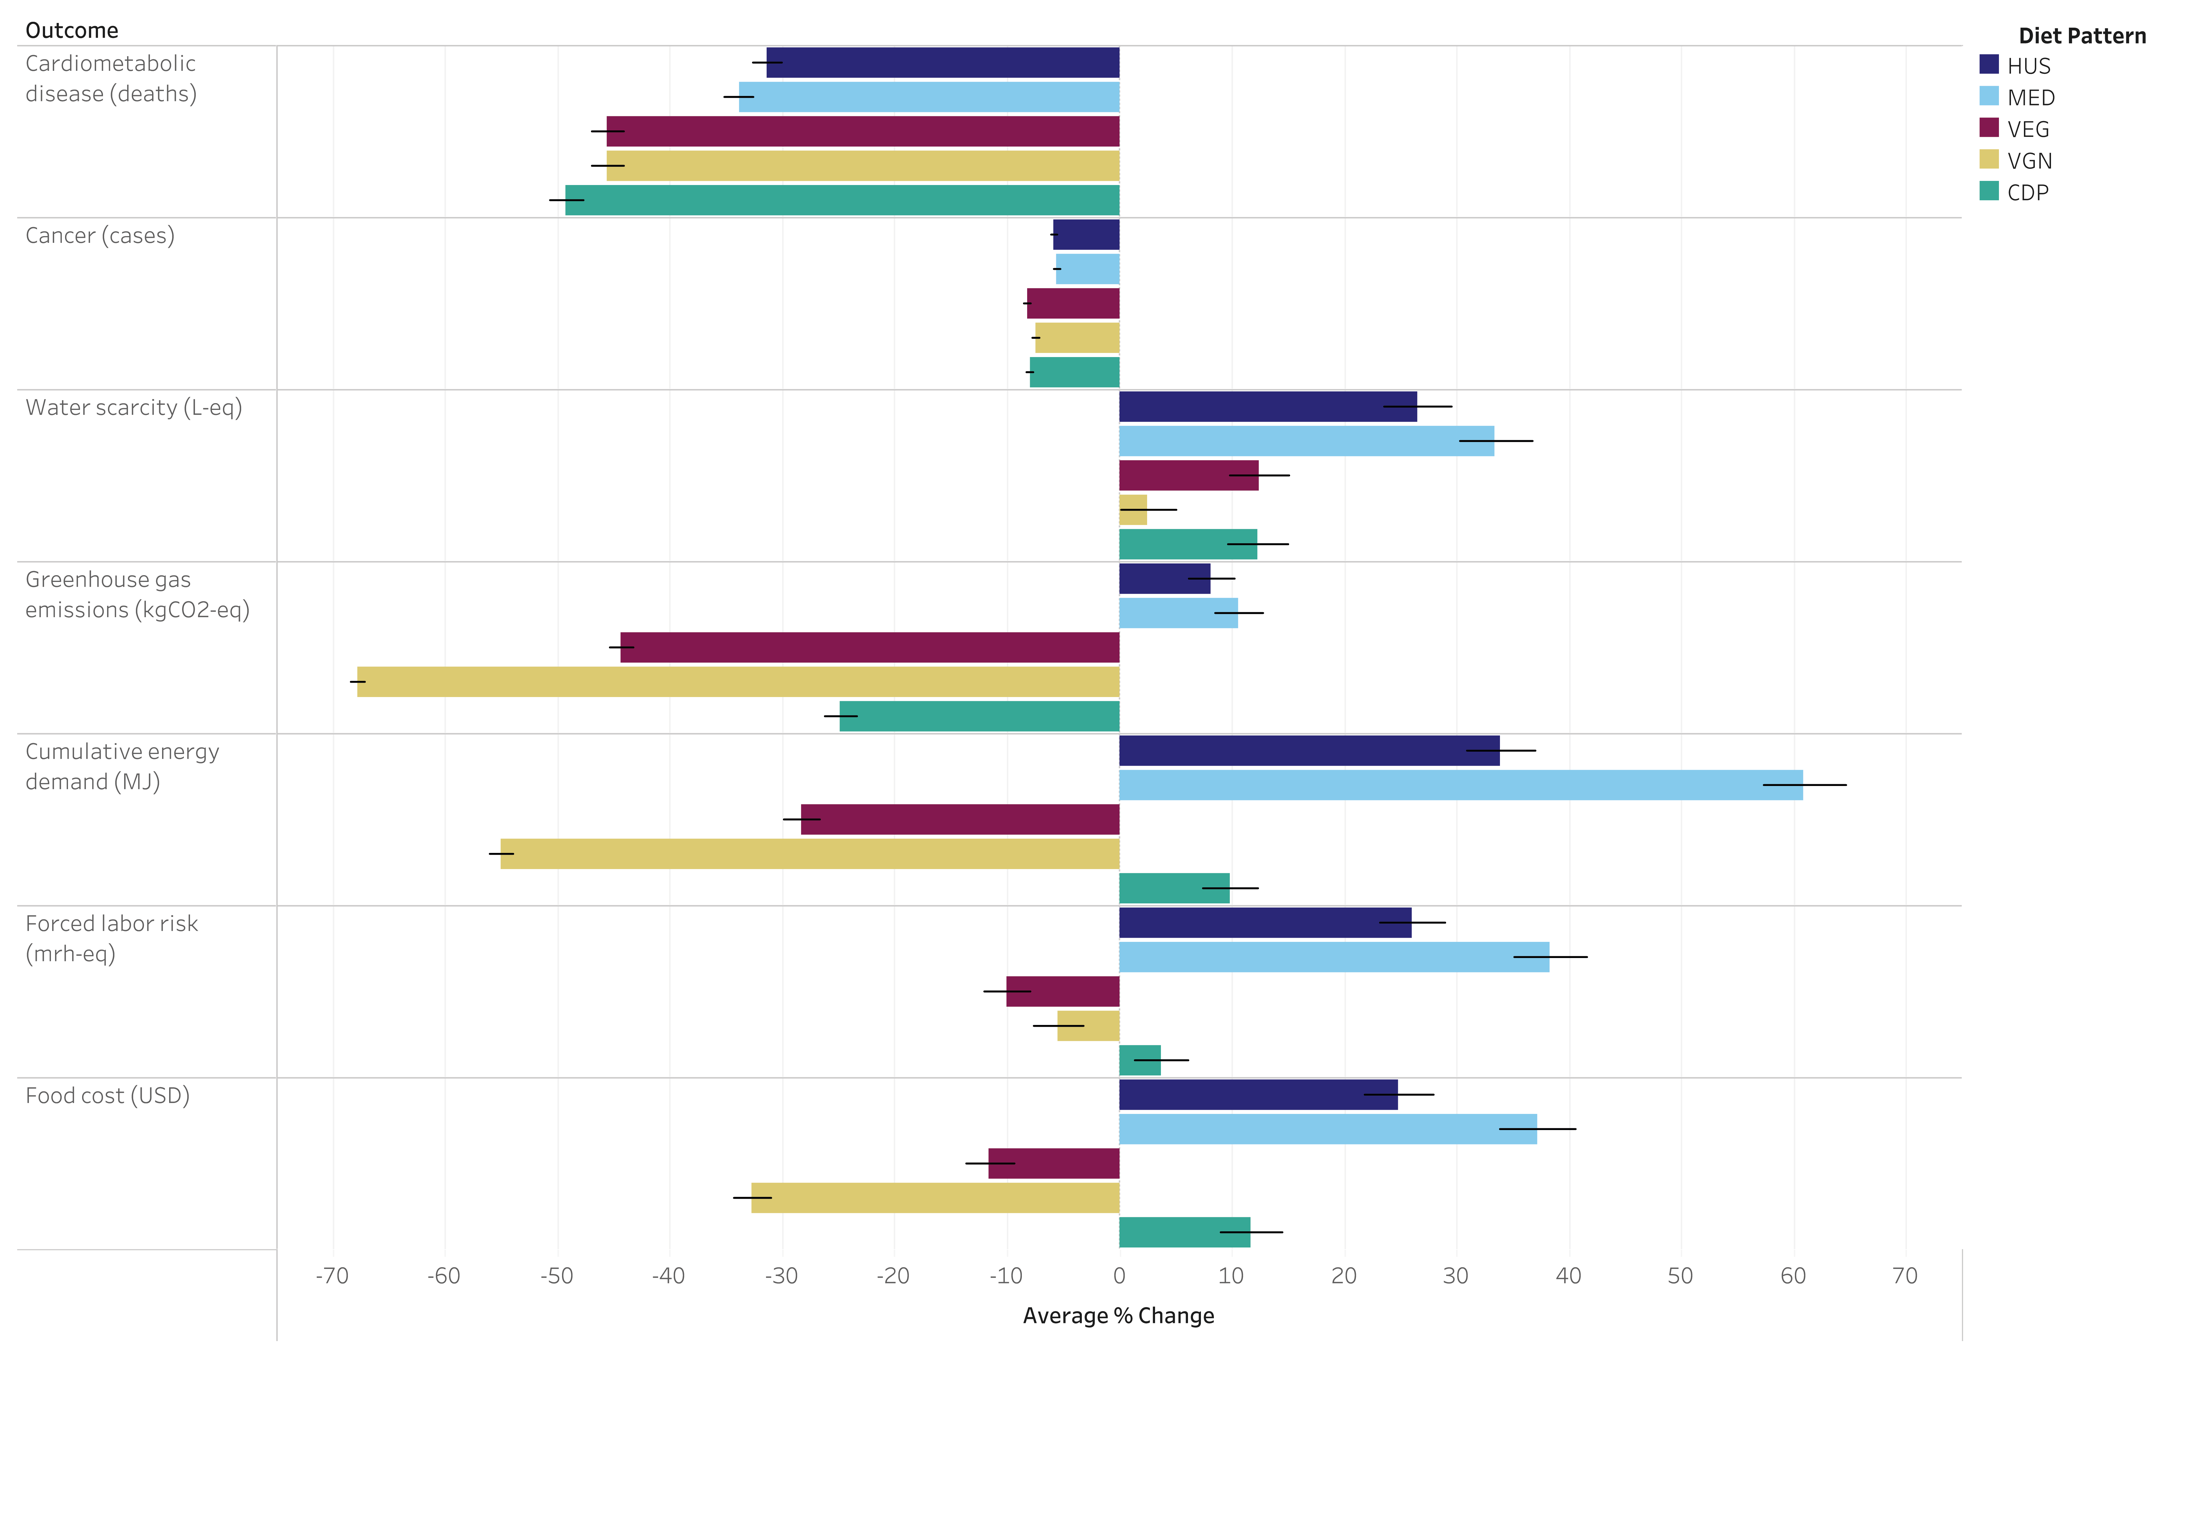 Outcome
Diet Pattern
HUS
MED
VEG
VGN
CDP
Cardiometabolic
disease (deaths)
Cancer (cases)
Water scarcity (L-eq)
Greenhouse gas
emissions (kgCO2-eq)
Cumulative energy
demand (MJ)
Forced labor risk
(mrh-eq)
Food cost (USD)
-70 -60 -50 -40 -30 -20 -10 0 10 20 30 40 50 60 70
Average % Change